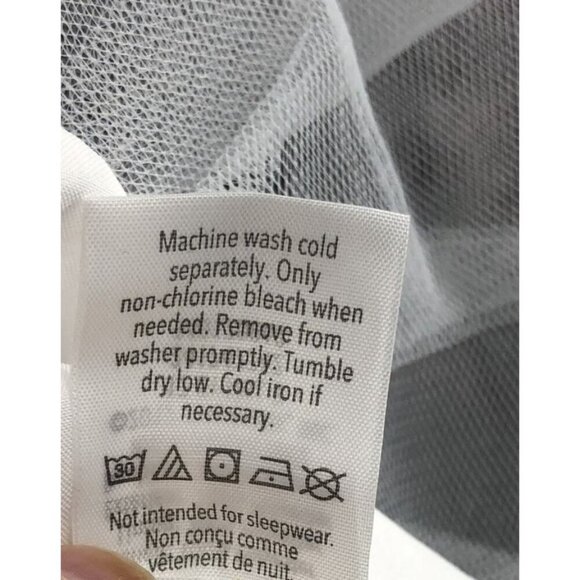 Machine wash cold
separately. Only
non-chlorine bleach when
needed. Remove from
washer promptly. Tumble
dry low. Cool iron if
necessary.
30
Not intended for sleepwear.
Non conçu comme
vêtement de nuit.